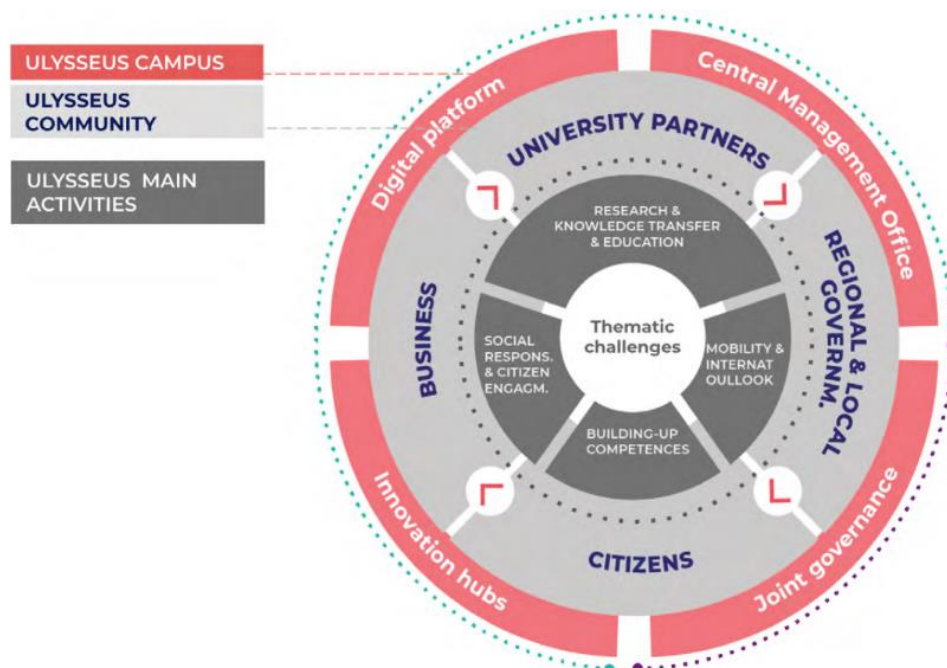 ULYSSEUS CAMPUS
ULYSSEUS
COMMUNITY
ULYSSEUS MAIN
ACTIVITIES
Digital platform
Central Management Office
UNIVERSITY PARTNERS
RESEARCH &
KNOWLEDGE TRANSFER
& EDUCATION
BUSINESS
REGIONAL & LOCAL
GOVERNM.
SOCIAL
RESPONS.
& CITIZEN
ENGAGM.
Thematic
challenges
MOBILITY &
INTERNAT
OULLOOK
BUILDING-UP
COMPETENCES
CITIZENS
Innovation hubs
Joint governance